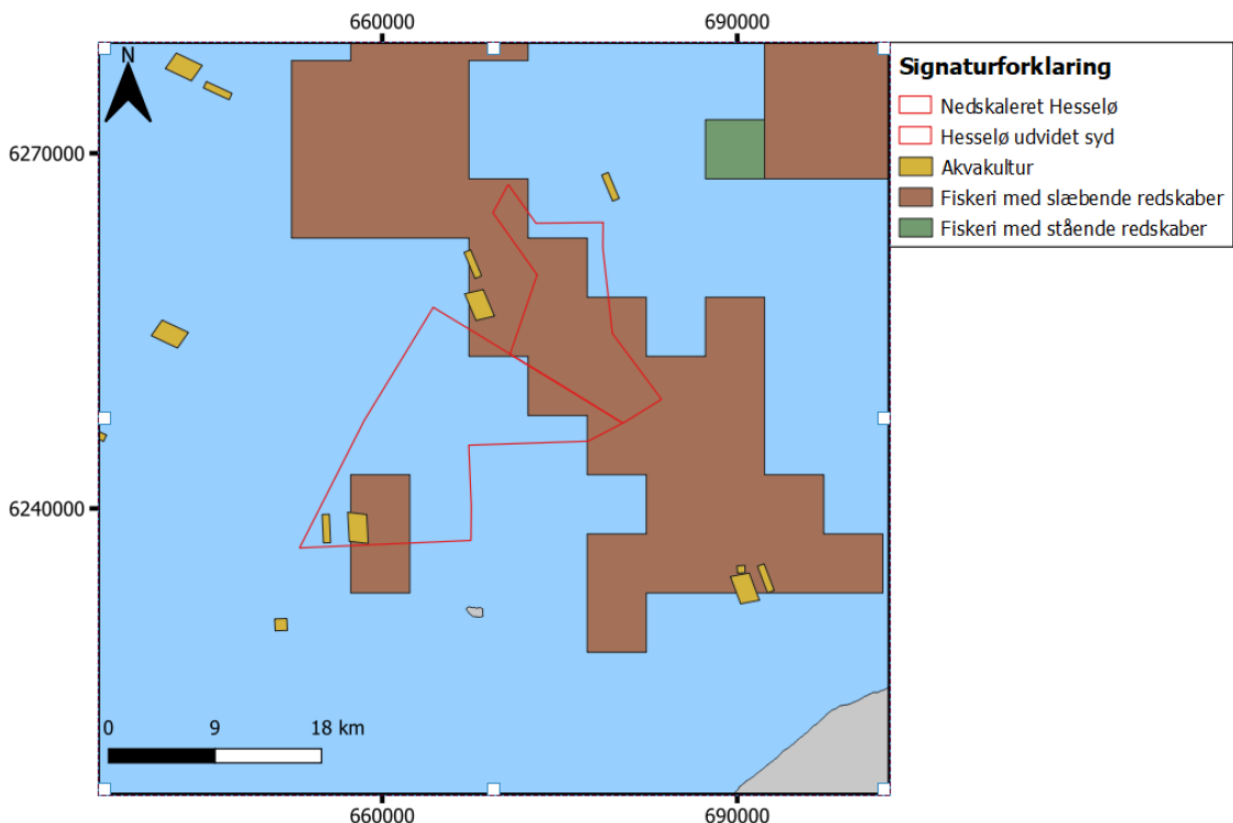 660000
690000
N
6270000
6240000
0 9 18 km
660000
690000
Signaturforklaring
Nedskaleret Hesselø
Hesselø udvidet syd
Akvakultur
Fiskeri med slæbende redskaber
Fiskeri med stående redskaber